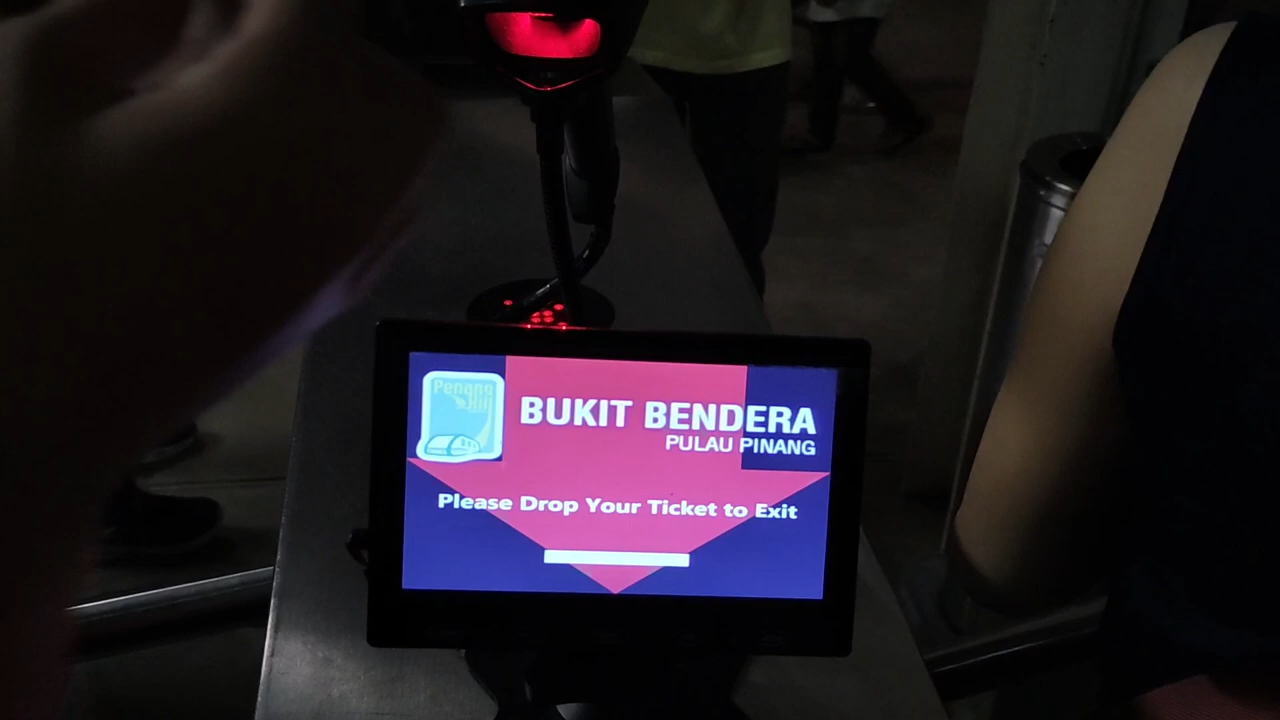 Penang
Hill
BUKIT BENDERA
PULAU PINANG
Please Drop Your Ticket to Exit